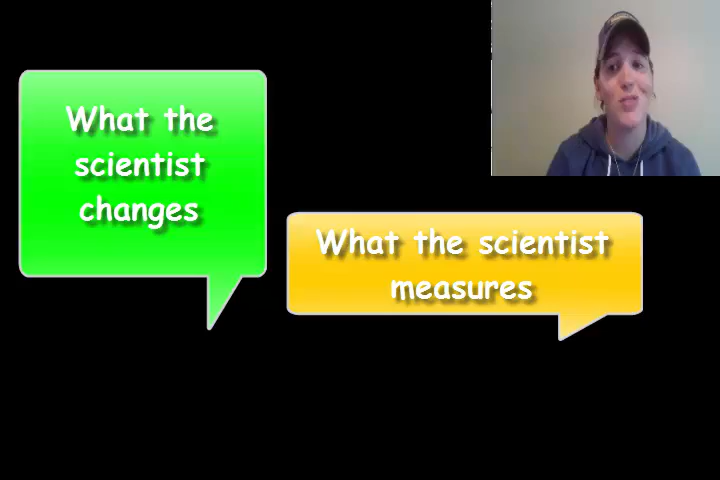 What the
scientist
changes
What the scientist
measures